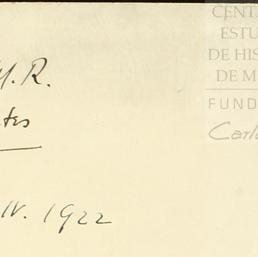 CENT
ESTU
DE HIS
DE M
FUND
Carl
M.R.
tes
IV. 1922